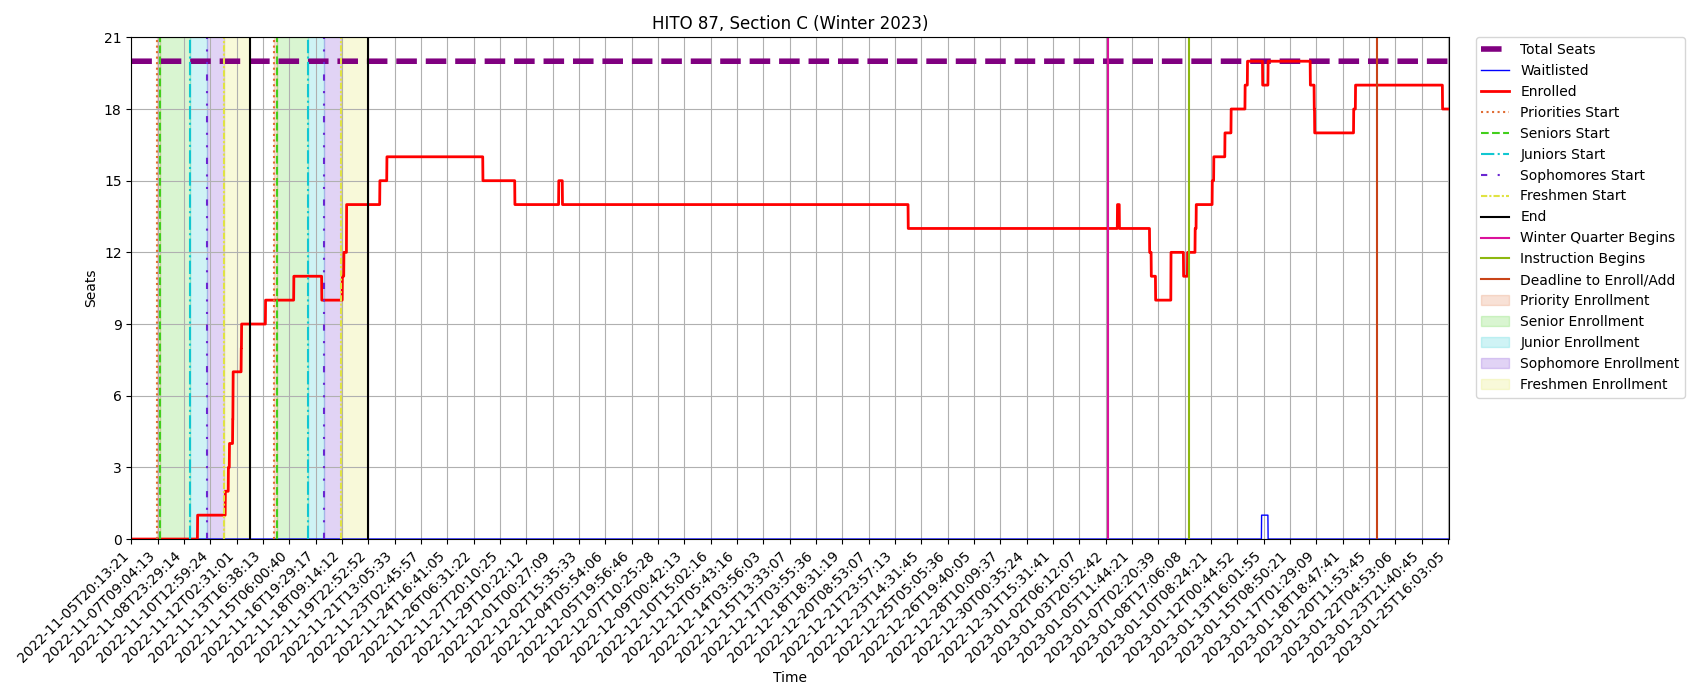 HITO 87, Section C (Winter 2023)
21
18
15
12
9
6
3
0
Seats
2022-11-05T20:13:21
2022-11-07T09:04:13
2022-11-08T23:29:14
2022-11-10T12:59:24
2022-11-12T02:31:01
2022-11-13T16:38:13
2022-11-15T06:00:40
2022-11-16T19:29:17
2022-11-18T09:14:12
2022-11-19T22:52:52
2022-11-21T13:05:33
2022-11-23T02:45:57
2022-11-24T16:41:05
2022-11-26T06:31:22
2022-11-27T20:10:25
2022-11-29T10:22:12
2022-12-01T00:27:09
2022-12-02T15:35:33
2022-12-04T05:54:06
2022-12-05T19:56:46
2022-12-07T10:25:28
2022-12-09T00:42:13
2022-12-10T15:02:16
2022-12-12T05:43:16
2022-12-14T03:56:03
2022-12-15T13:33:07
2022-12-17T03:55:36
2022-12-18T18:31:19
2022-12-20T08:53:07
2022-12-21T23:57:13
2022-12-23T14:31:45
2022-12-25T05:05:36
2022-12-26T19:40:05
2022-12-28T10:09:37
2022-12-30T00:35:24
2022-12-31T15:31:41
2023-01-02T06:12:07
2023-01-03T20:52:42
2023-01-05T11:44:21
2023-01-07T02:20:39
2023-01-08T17:06:08
2023-01-10T08:24:21
2023-01-12T00:44:52
2023-01-13T16:01:55
2023-01-15T08:50:21
2023-01-17T01:29:09
2023-01-18T18:47:41
2023-01-20T11:53:45
2023-01-22T04:53:06
2023-01-23T21:40:45
2023-01-25T16:03:05
Time
Total Seats
Waitlisted
Enrolled
Priorities Start
Seniors Start
Juniors Start
Sophomores Start
Freshmen Start
End
Winter Quarter Begins
Instruction Begins
Deadline to Enroll/Add
Priority Enrollment
Senior Enrollment
Junior Enrollment
Sophomore Enrollment
Freshmen Enrollment